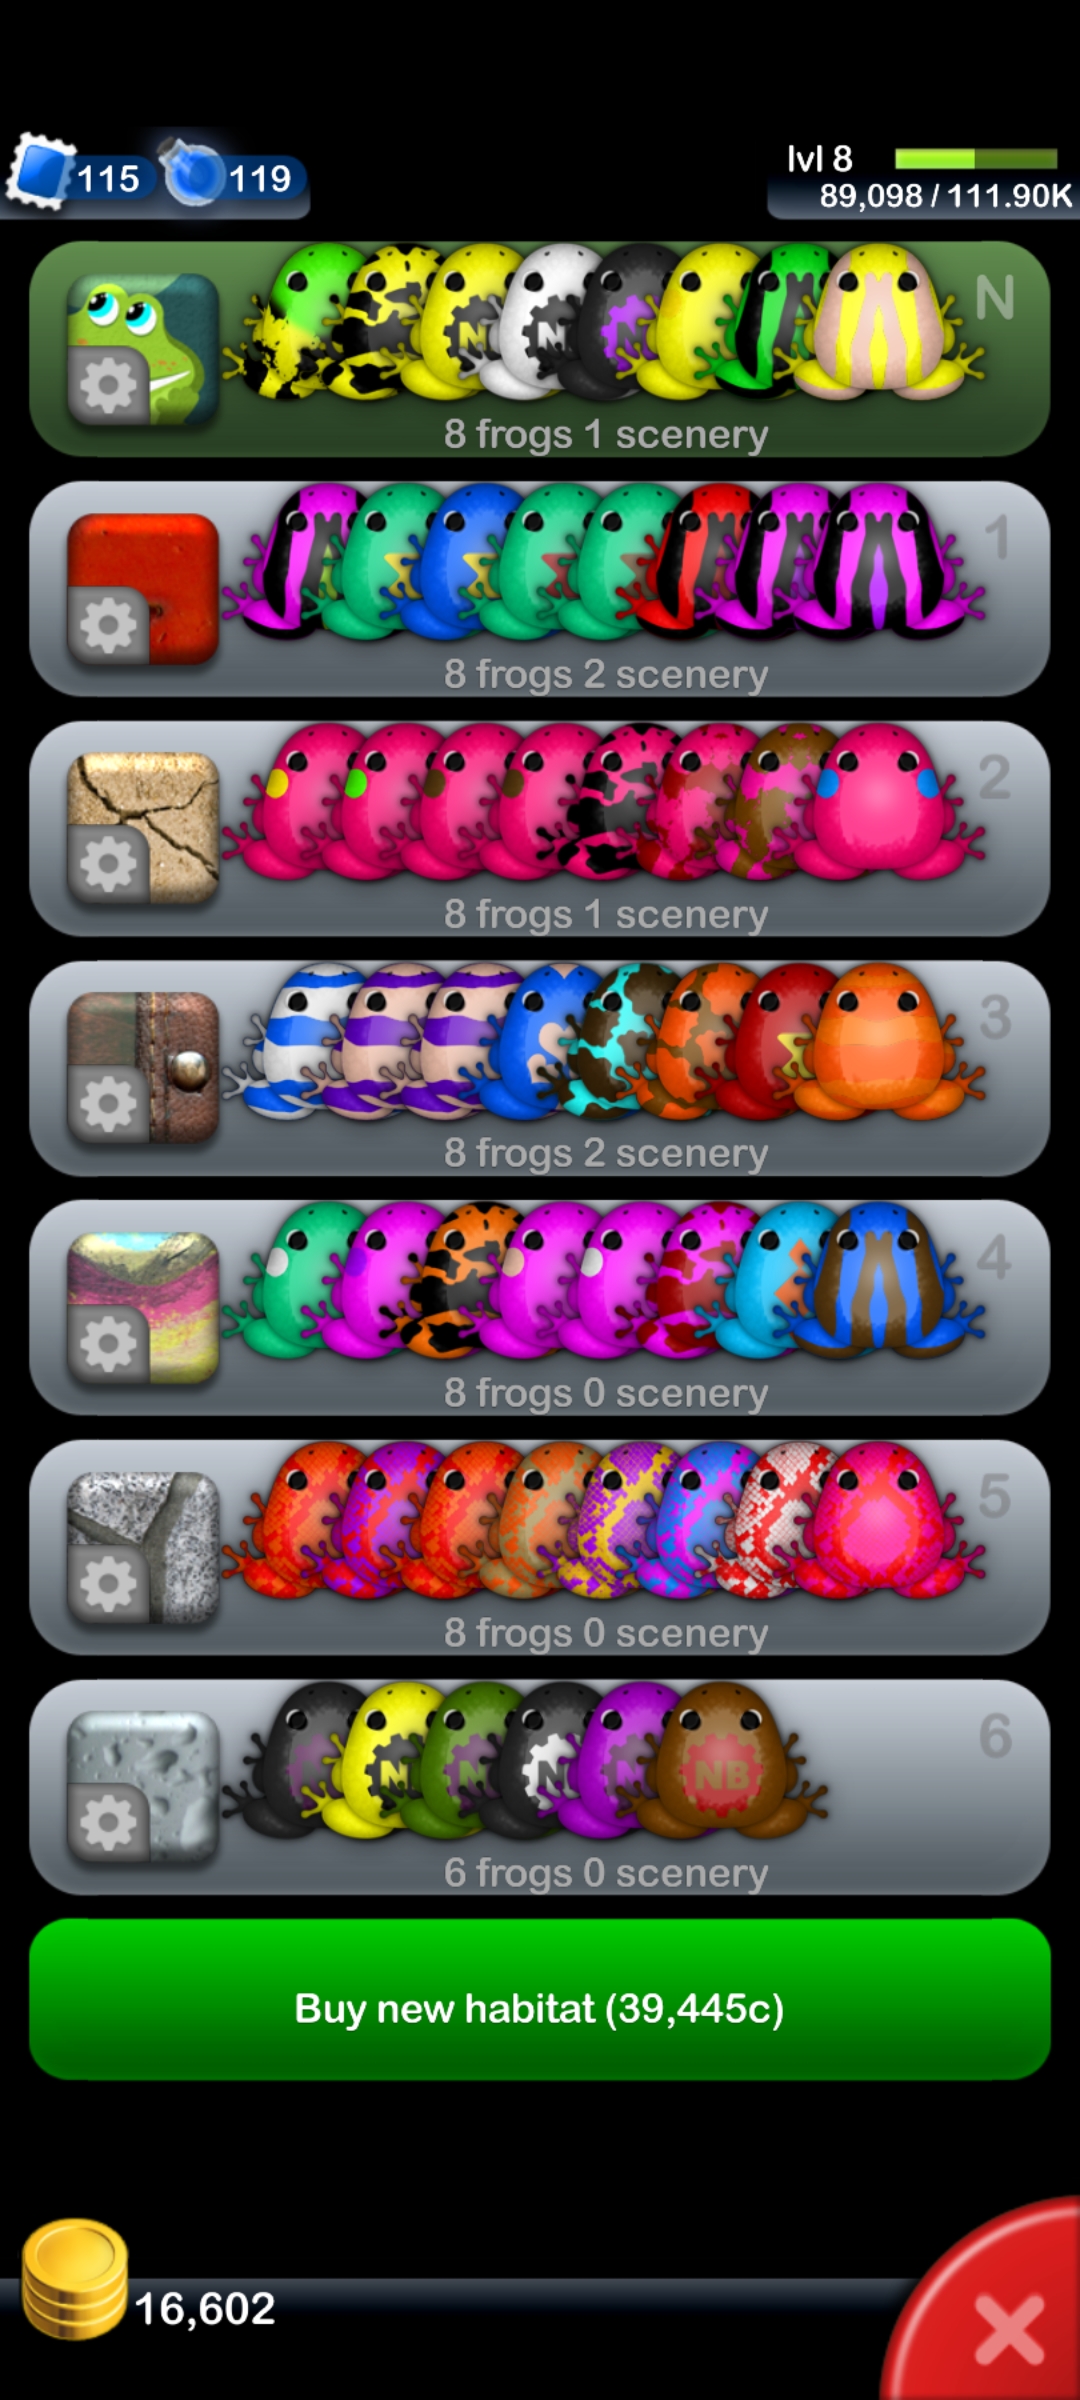 115 119 lvl 8
89,098 / 111.90K
N
N N N
8 frogs 1 scenery
1
8 frogs 2 scenery
2
8 frogs 1 scenery
3
8 frogs 2 scenery
4
8 frogs 0 scenery
5
8 frogs 0 scenery
6
N N N N NB
6 frogs 0 scenery
Buy new habitat (39,445c)
16,602